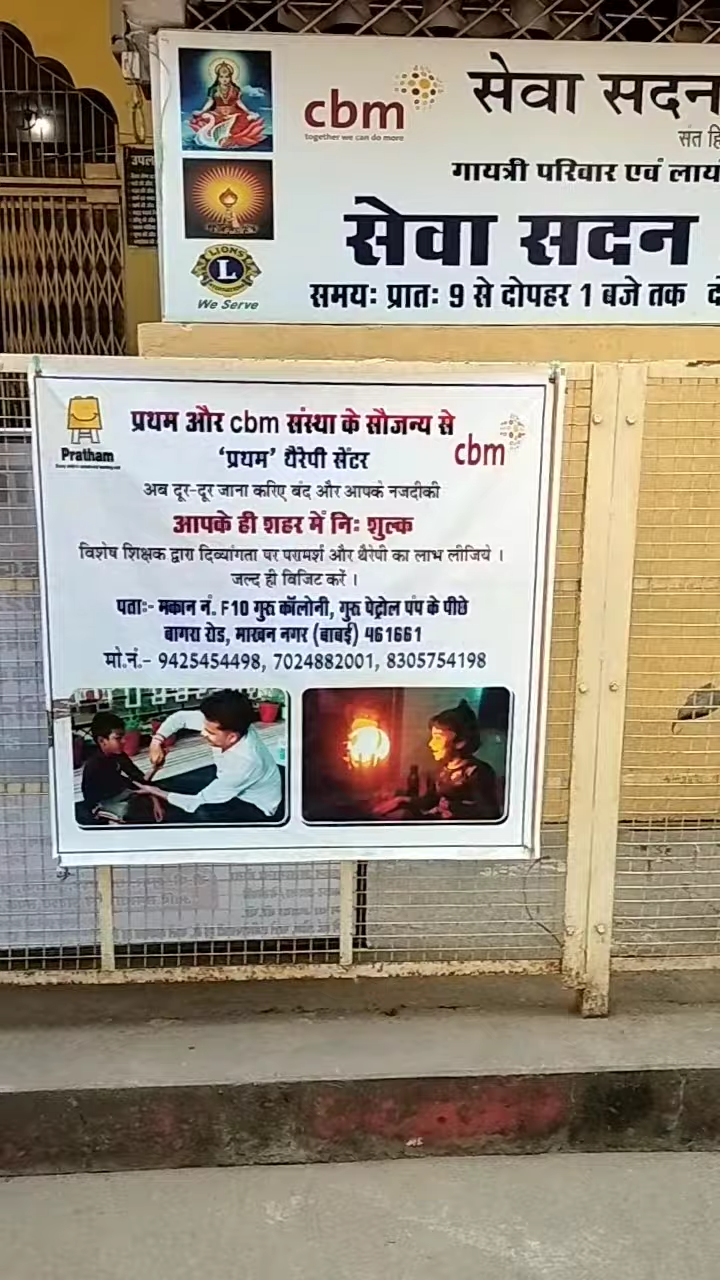 cbm
together we can do more
सेवा सदन
संत हि
गायत्री परिवार एवं लाय
सेवा सदन
LIONS
L
We Serve
समयः प्रातः 9 से दोपहर 1 बजे तक
उपल
Pratham
प्रथम और cbm संस्था के सौजन्य से
cbm
‘प्रथम’ थैरेपी सेंटर
अब दूर-दूर जाना करिए बंद और आपके नजदीकी
आपके ही शहर में निः शुल्क
विशेष शिक्षक द्वारा दिव्यांगता पर परामर्श और थैरेपी का लाभ लीजिये ।
जल्द ही विजिट करें ।
पताः- मकान नं. F10 गुरु कॉलोनी, गुरु पेट्रोल पंप के पीछे
बागरा रोड, माखन नगर (बाबई) 461661
मो.नं.- 9425454498, 7024882001, 8305754198